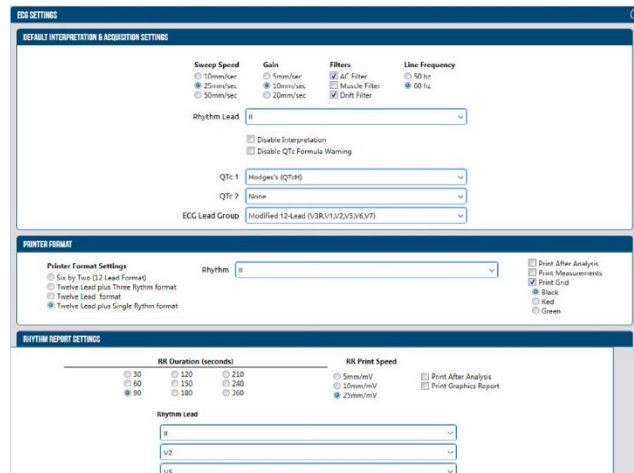 ECG SETTINGS
DEFAULT INTERPRETATION & ACQUISITION SETTINGS
Sweep Speed Gain Filters Line Frequency
10mm/sec 5mm/sec AC Filter 50 hz
25mm/sec 10mm/sec Muscle Filter 60 hz
50mm/sec 20mm/sec Drift Filter
Rhythm Lead II
Disable Interpretation
Disable QTc Formula Warning
QTc 1 Hodges's (QTcH)
QTc 2 None
ECG Lead Group Modified 12-Lead (V3R,V1,V2,V5,V6,V7)
PRINTER FORMAT
Printer Format Settings
Six by Two (12 Lead Format)
Twelve Lead plus Three Rythm format
Twelve Lead format
Twelve Lead plus Single Rythm format
Rhythm II
Print After Analysis
Print Measurements
Print Grid
Black
Red
Green
RHYTHM REPORT SETTINGS
RR Duration (seconds) RR Print Speed
30 120 210 5mm/mV Print After Analysis
60 150 240 10mm/mV Print Graphics Report
90 180 360 25mm/mV
Rhythm Lead
II
V2
V5